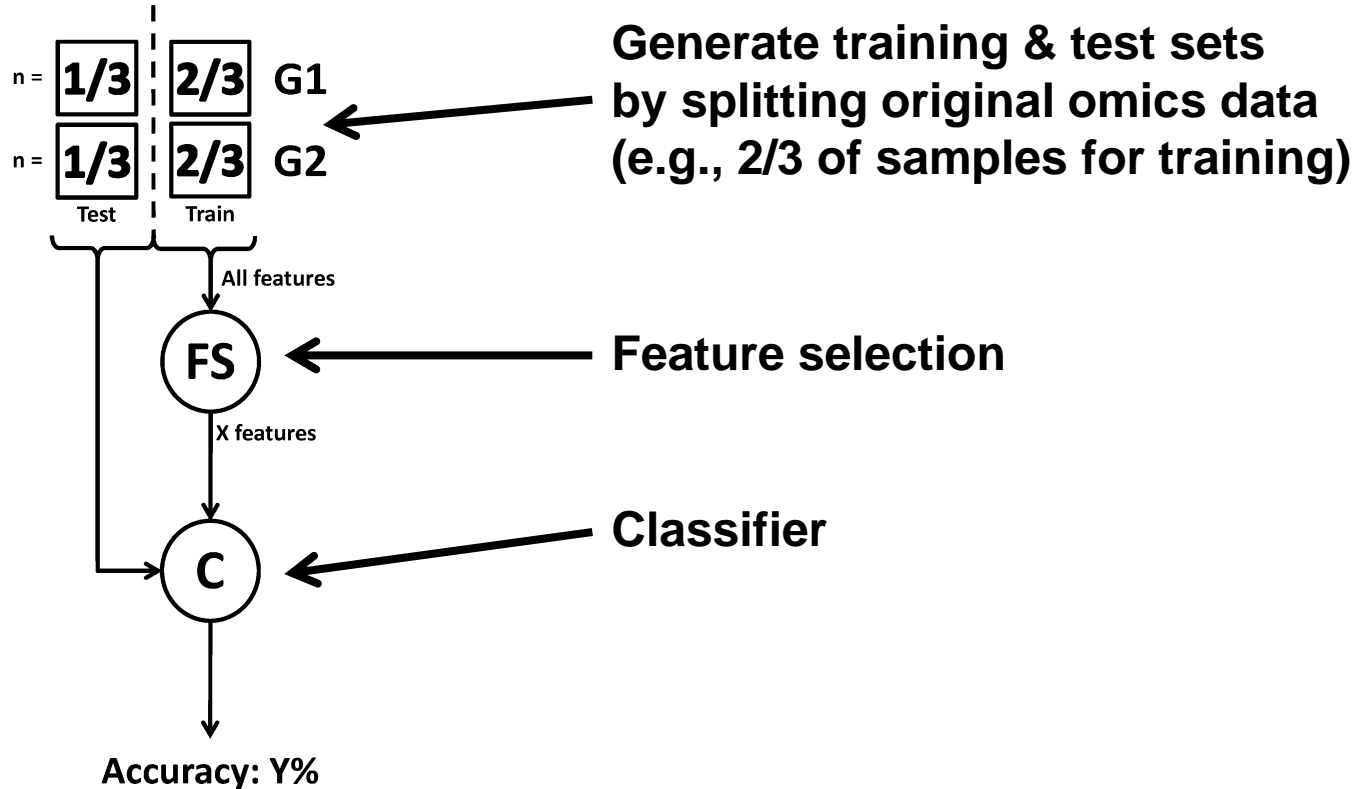 n = 1/3 2/3 G1
n = 1/3 2/3 G2
Test Train
Generate training & test sets
by splitting original omics data
(e.g., 2/3 of samples for training)
All features
FS
Feature selection
X features
Classifier
C
Accuracy: Y%